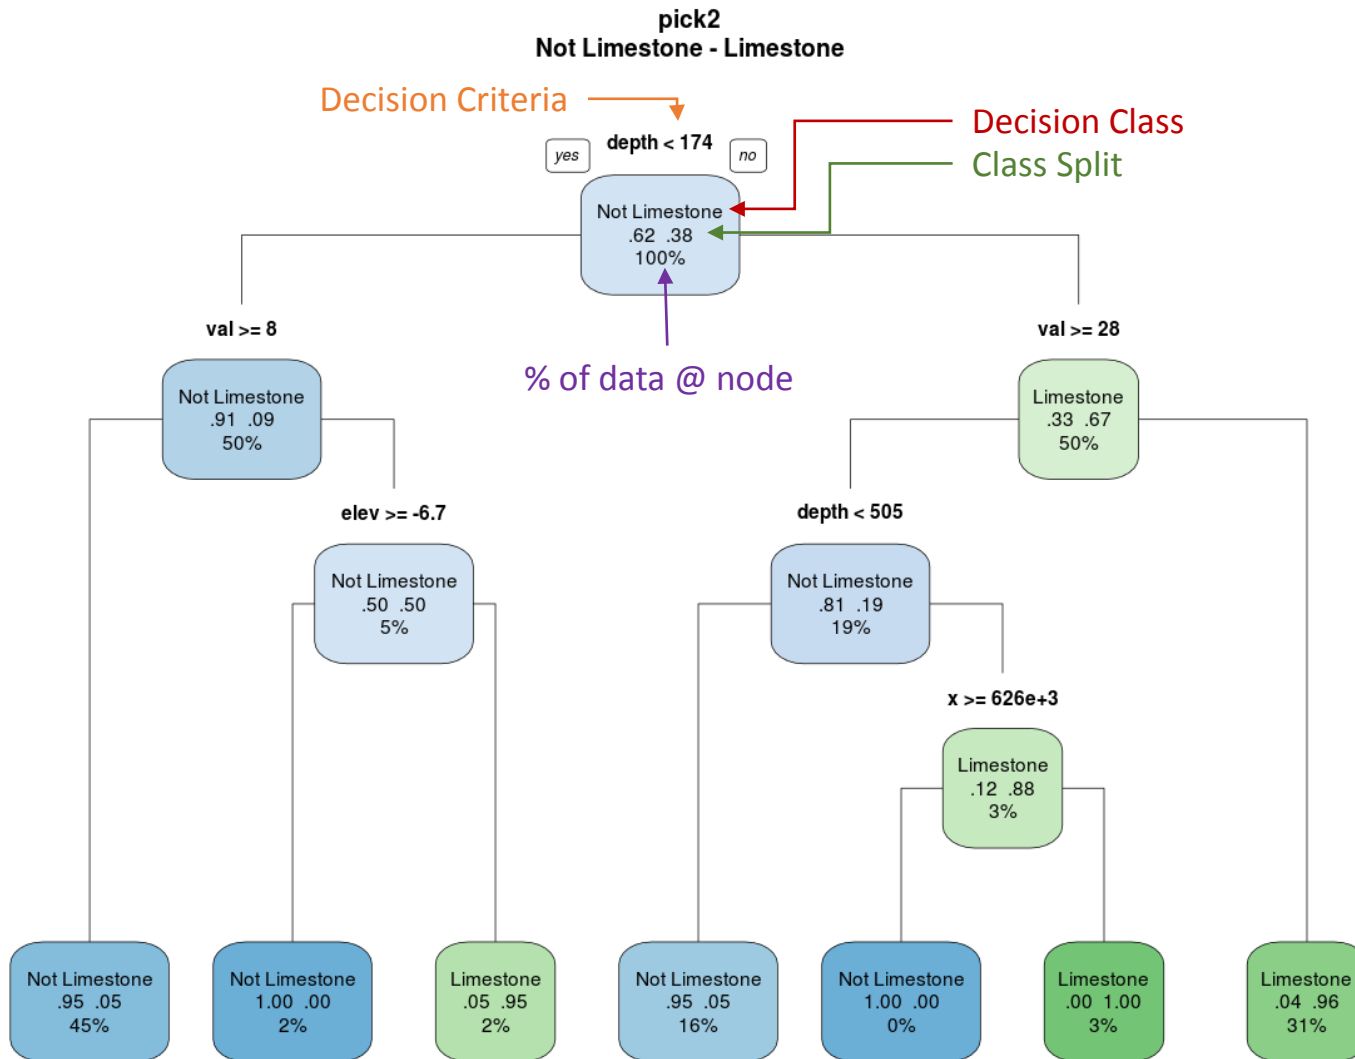 pick2
Not Limestone - Limestone
Decision Criteria
Decision Class
Class Split
yes
depth < 174
no
Not Limestone
.62 .38
100%
% of data @ node
val >= 8
Not Limestone
.91 .09
50%
val >= 28
Limestone
.33 .67
50%
elev >= -6.7
Not Limestone
.50 .50
5%
depth < 505
Not Limestone
.81 .19
19%
x >= 626e+3
Limestone
.12 .88
3%
Not Limestone
.95 .05
45%
Not Limestone
1.00 .00
2%
Limestone
.05 .95
2%
Not Limestone
.95 .05
16%
Not Limestone
1.00 .00
0%
Limestone
.00 1.00
3%
Limestone
.04 .96
31%